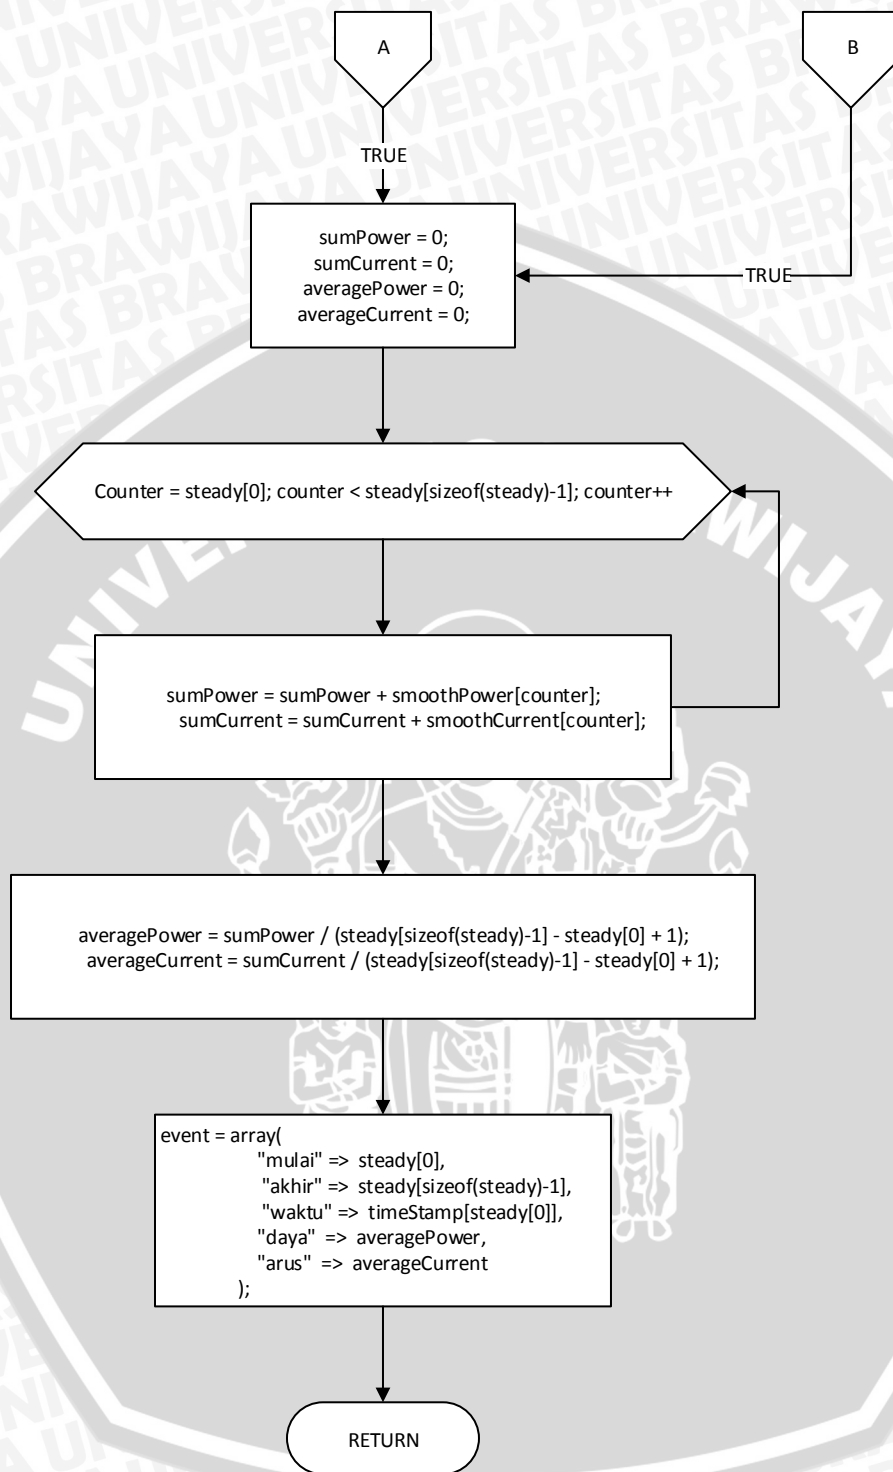 A
B
TRUE
sumPower = 0;
sumCurrent = 0;
averagePower = 0;
averageCurrent = 0;
TRUE
Counter = steady[0]; counter < steady[sizeof(steady)-1]; counter++
sumPower = sumPower + smoothPower[counter];
sumCurrent = sumCurrent + smoothCurrent[counter];
averagePower = sumPower / (steady[sizeof(steady)-1] - steady[0] + 1);
averageCurrent = sumCurrent / (steady[sizeof(steady)-1] - steady[0] + 1);
event = array(
"mulai" => steady[0],
"akhir" => steady[sizeof(steady)-1],
"waktu" => timeStamp[steady[0]],
"daya" => averagePower,
"arus" => averageCurrent
);
RETURN